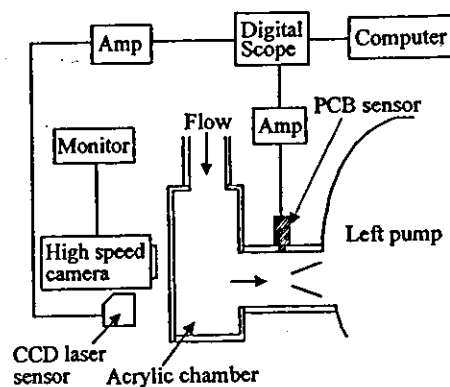 Amp
Digital
Scope
Computer
Flow
Amp
PCB sensor
Monitor
High speed
camera
Left pump
CCD laser
sensor
Acrylic chamber